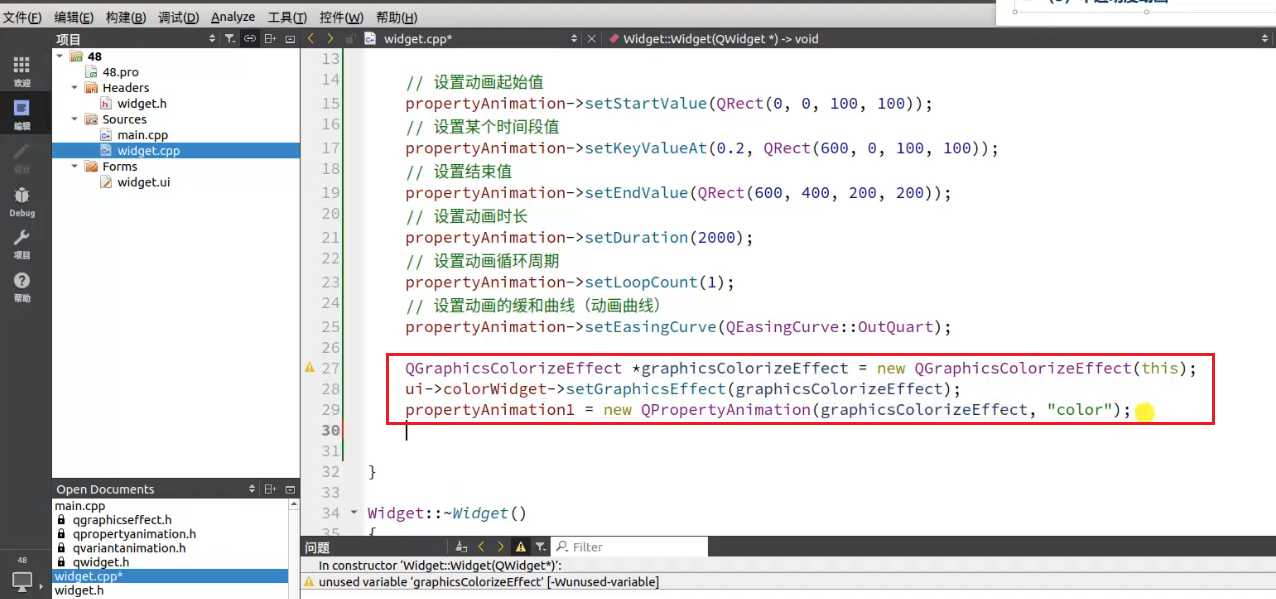 文件(F) 编辑(E) 构建(B) 调试(D) Analyze 工具(T) 控件(W) 帮助(H)
项目
widget.cpp*
Widget::Widget(QWidget *) -> void
欢迎
编辑
Debug
项目
帮助
48
48
48.pro
Headers
widget.h
Sources
main.cpp
widget.cpp
Forms
widget.ui
Open Documents
main.cpp
qgraphicseffect.h
qpropertyanimation.h
qvariantanimation.h
qwidget.h
widget.cpp*
widget.h
13
14 // 设置动画起始值
15 propertyAnimation->setStartValue(QRect(0, 0, 100, 100));
16 // 设置某个时间段值
17 propertyAnimation->setKeyValueAt(0.2, QRect(600, 0, 100, 100));
18 // 设置结束值
19 propertyAnimation->setEndValue(QRect(600, 400, 200, 200));
20 // 设置动画时长
21 propertyAnimation->setDuration(2000);
22 // 设置动画循环周期
23 propertyAnimation->setLoopCount(1);
24 // 设置动画的缓和曲线（动画曲线）
25 propertyAnimation->setEasingCurve(QEasingCurve::OutQuart);
26
27 QGraphicsColorizeEffect *graphicsColorizeEffect = new QGraphicsColorizeEffect(this);
28 ui->colorWidget->setGraphicsEffect(graphicsColorizeEffect);
29 propertyAnimation1 = new QPropertyAnimation(graphicsColorizeEffect, "color");
30
31
32 }
33
34 Widget::~Widget()
35 {
问题
Filter
In constructor 'Widget::Widget(QWidget*)':
unused variable 'graphicsColorizeEffect' [-Wunused-variable]